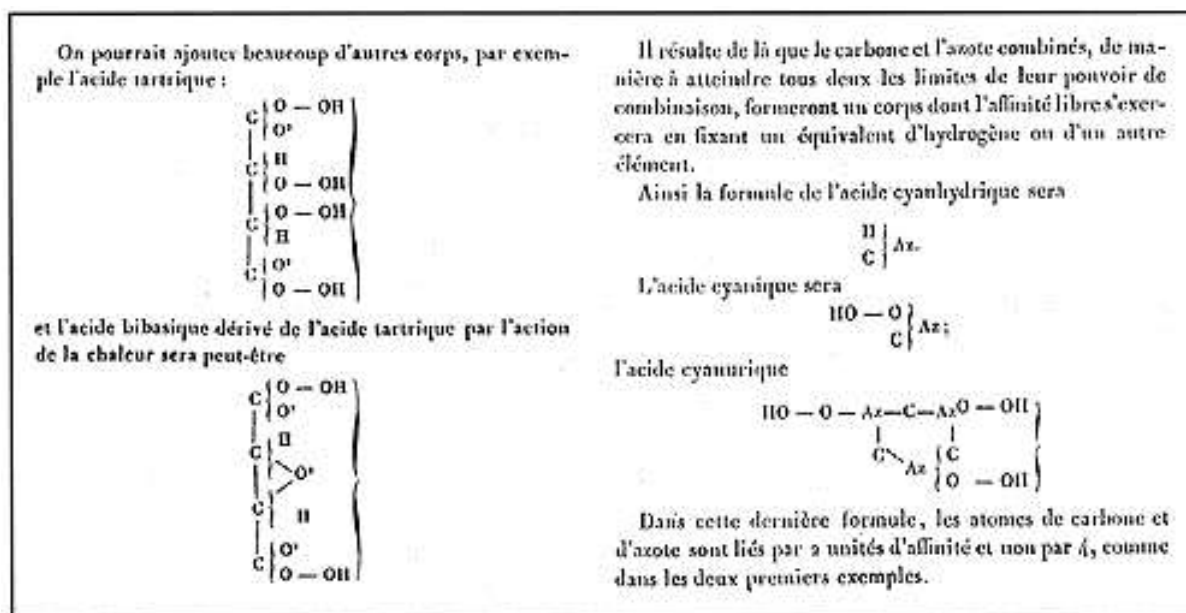 On pourrait ajouter beaucoup d'autres corps, par exem-
ple l'acide tartrique :
O — OH
C
O²
H
C
O — OH
O — OH
C
H
O²
C
O — OH
et l'acide bibasique dérivé de l'acide tartrique par l'action
de la chaleur sera peut-être
O — OH
C
O²
H
C
O²
C
H
O²
C
O — OH
Il résulte de là que le carbone et l'azote combinés, de ma-
nière à atteindre tous deux les limites de leur pouvoir de
combinaison, formeront un corps dont l'affinité libre s'exer-
cera en fixant un équivalent d'hydrogène ou d'un autre
élément.
Ainsi la formule de l'acide cyanhydrique sera
H
Az.
C
L'acide cyanique sera
HO — O
Az;
C
l'acide cyanurique
HO — O — Az—C—AzO — OH
C Az C
O — OH
Dans cette dernière formule, les atomes de carbone et
d'azote sont liés par 2 unités d'affinité et non par 4, comme
dans les deux premiers exemples.